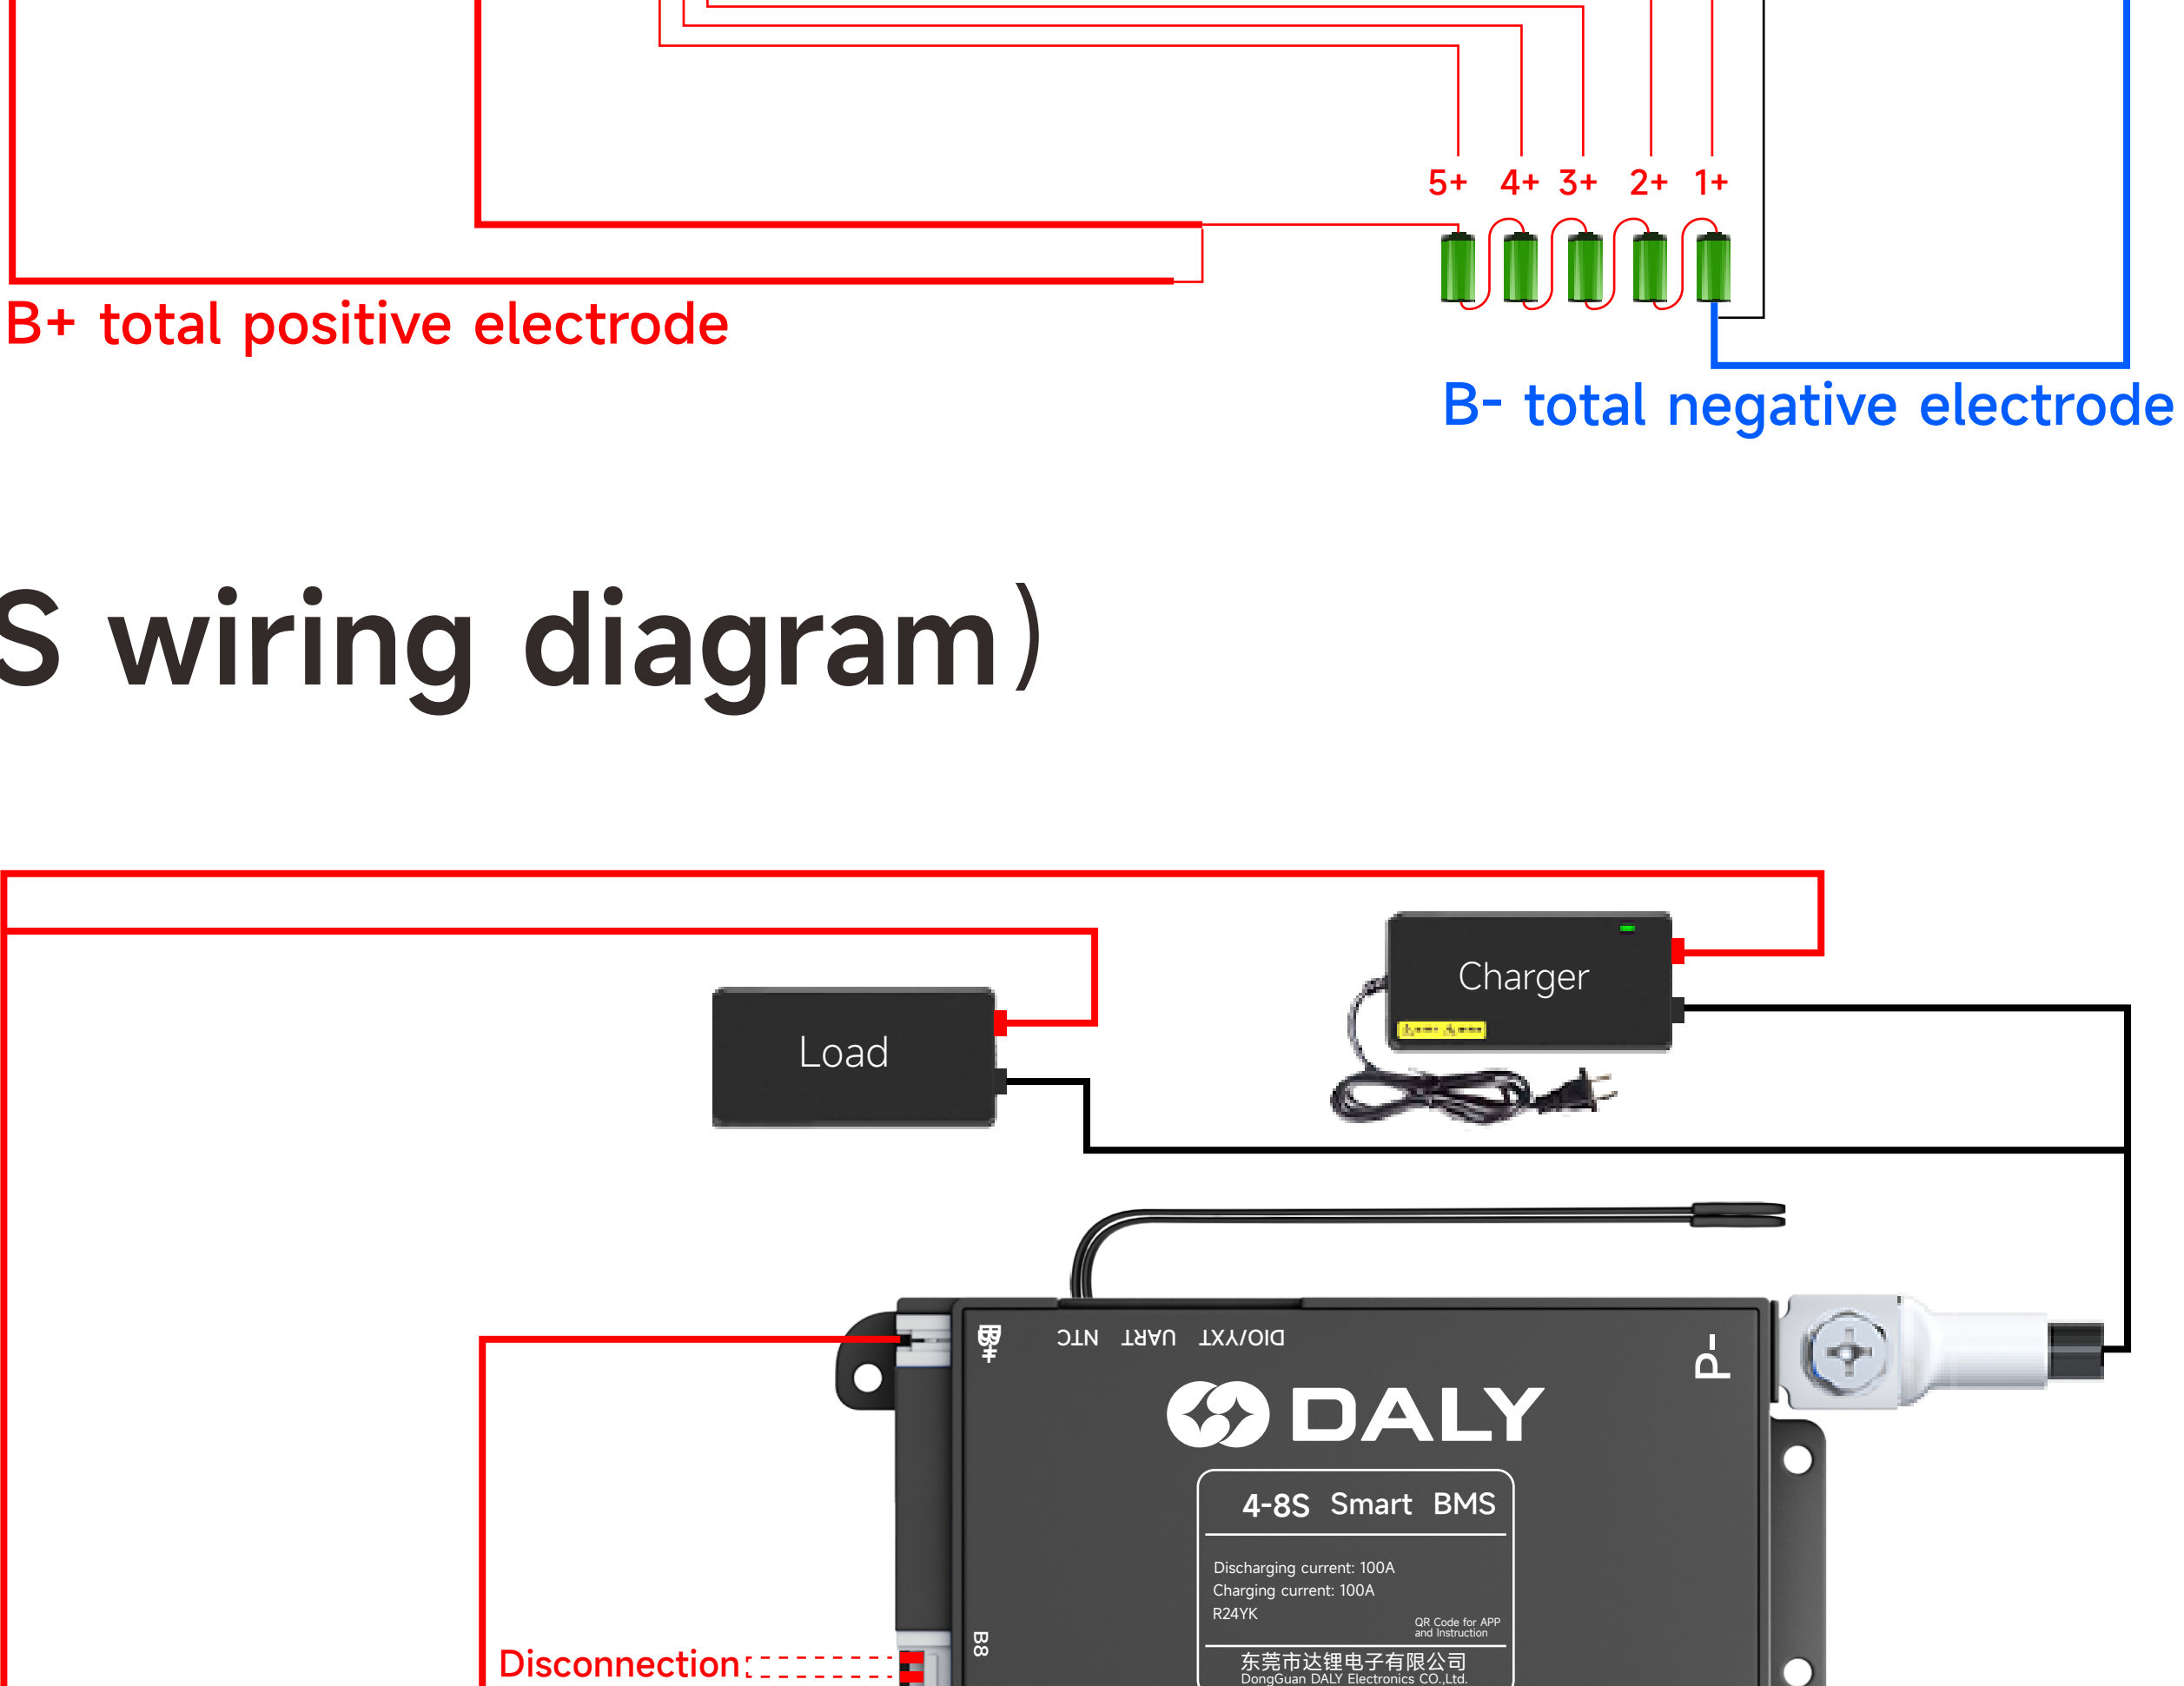 5+ 4+ 3+ 2+ 1+
B+ total positive electrode
B- total negative electrode
S wiring diagram)
Charger
Load
NTC UART DIO/YXT
P-
DALY
4-8S Smart BMS
Discharging current: 100A
Charging current: 100A
R24YK
QR Code for APP
and Instruction
B8
Disconnection
东莞市达锂电子有限公司
DongGuan DALY Electronics CO.,Ltd.